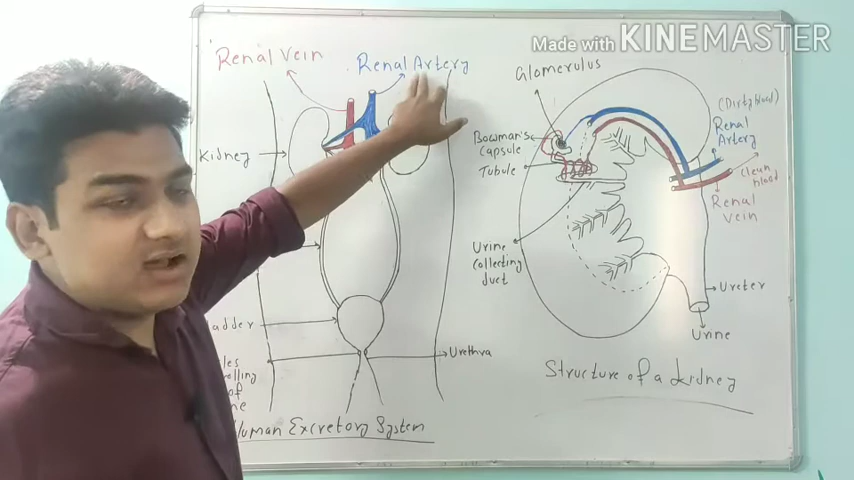 Made with KINEMASTER
Renal Vein
Renal Artery
Kidney
Urethra
Human Excretory System
Glomerulus
Bowman's
Capsule
Tubule
Urine
Collecting
duct
(Dirty blood)
Renal
Artery
Clean
blood
Renal
vein
Ureter
Urine
Structure of a kidney